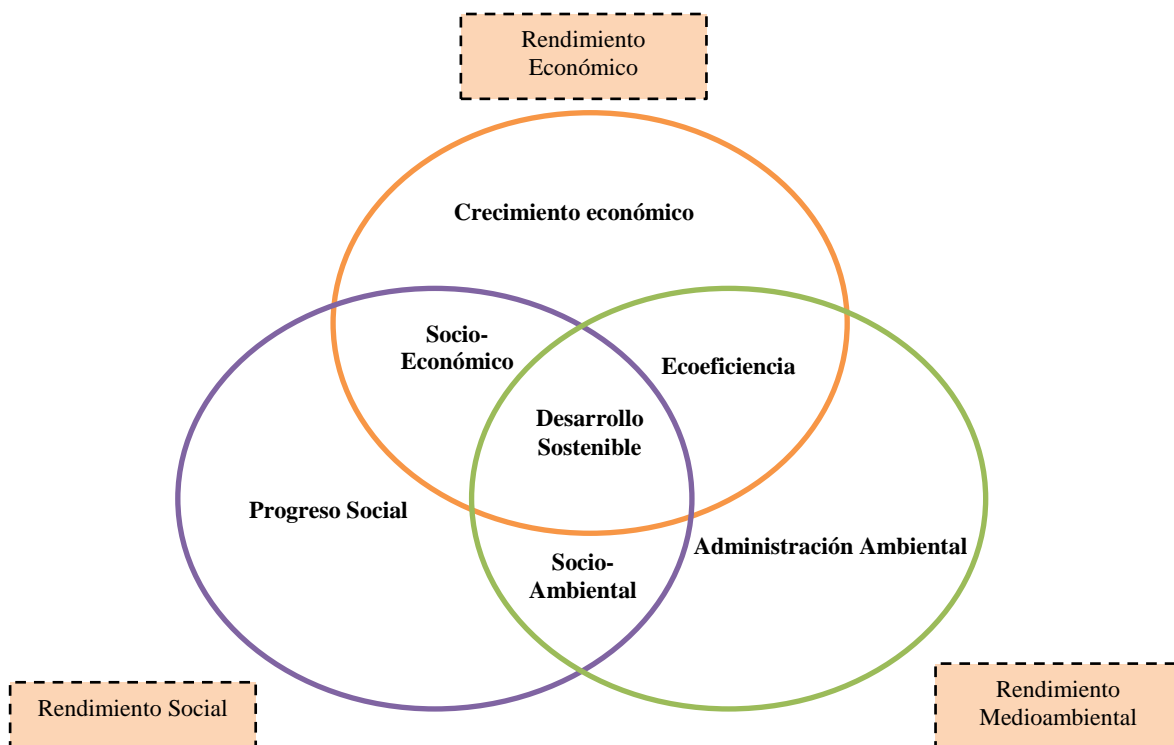 Rendimiento
Económico
Crecimiento económico
Socio-
Económico
Ecoeficiencia
Desarrollo
Sostenible
Progreso Social
Administración Ambiental
Socio-
Ambiental
Rendimiento Social
Rendimiento
Medioambiental